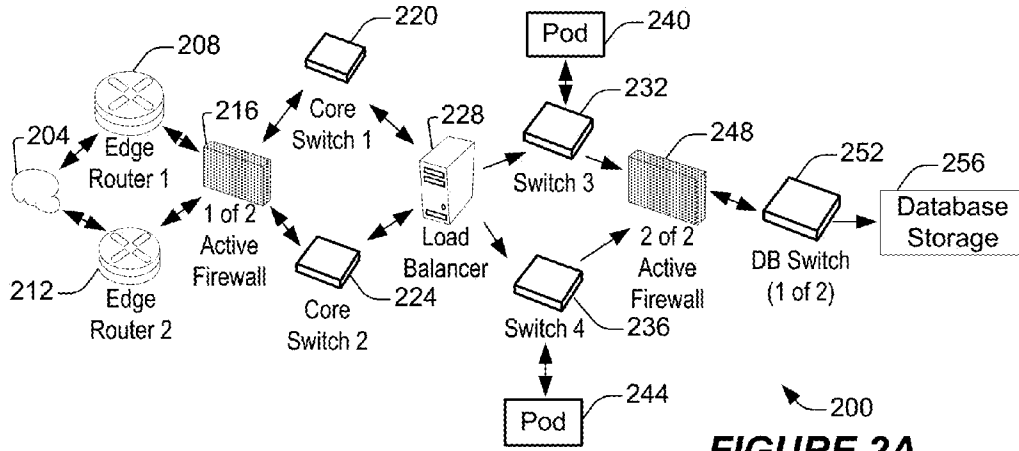 220
240
Pod
208
216
232
Core
Switch 1
228
248
204
252
256
Edge
Router 1
Switch 3
Database
Storage
1 of 2
Active
Firewall
Load
Balancer
2 of 2
Active
Firewall
DB Switch
(1 of 2)
212
Edge
Router 2
224
Core
Switch 2
Switch 4
236
Pod
244
200
FIGURE 2A